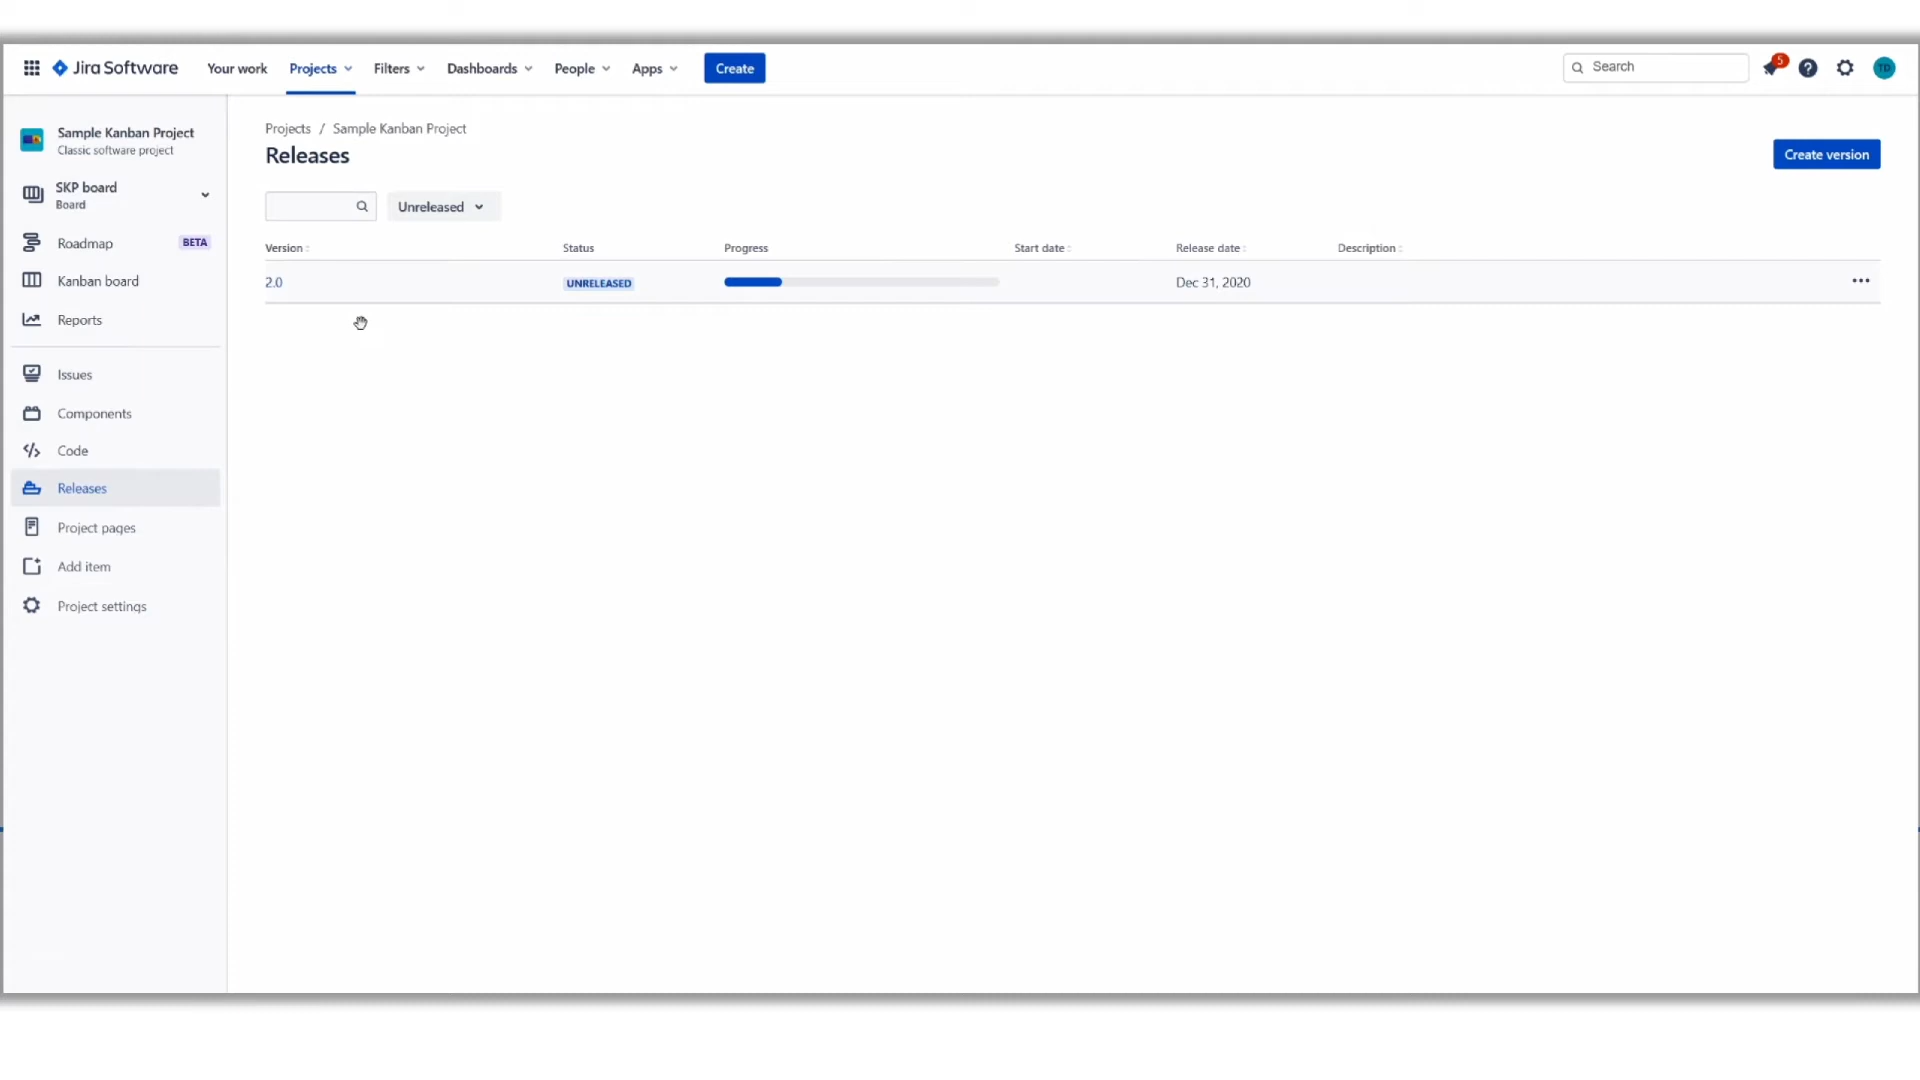 Jira Software Your work Projects Filters Dashboards People Apps Create Search 5 TD
Sample Kanban Project
Classic software project
SKP board
Board
Roadmap BETA
Kanban board
Reports
Issues
Components
Code
Releases
Project pages
Add item
Project settings
Projects / Sample Kanban Project
Releases
Create version
Unreleased
Version Status Progress Start date Release date Description
2.0 UNRELEASED Dec 31, 2020